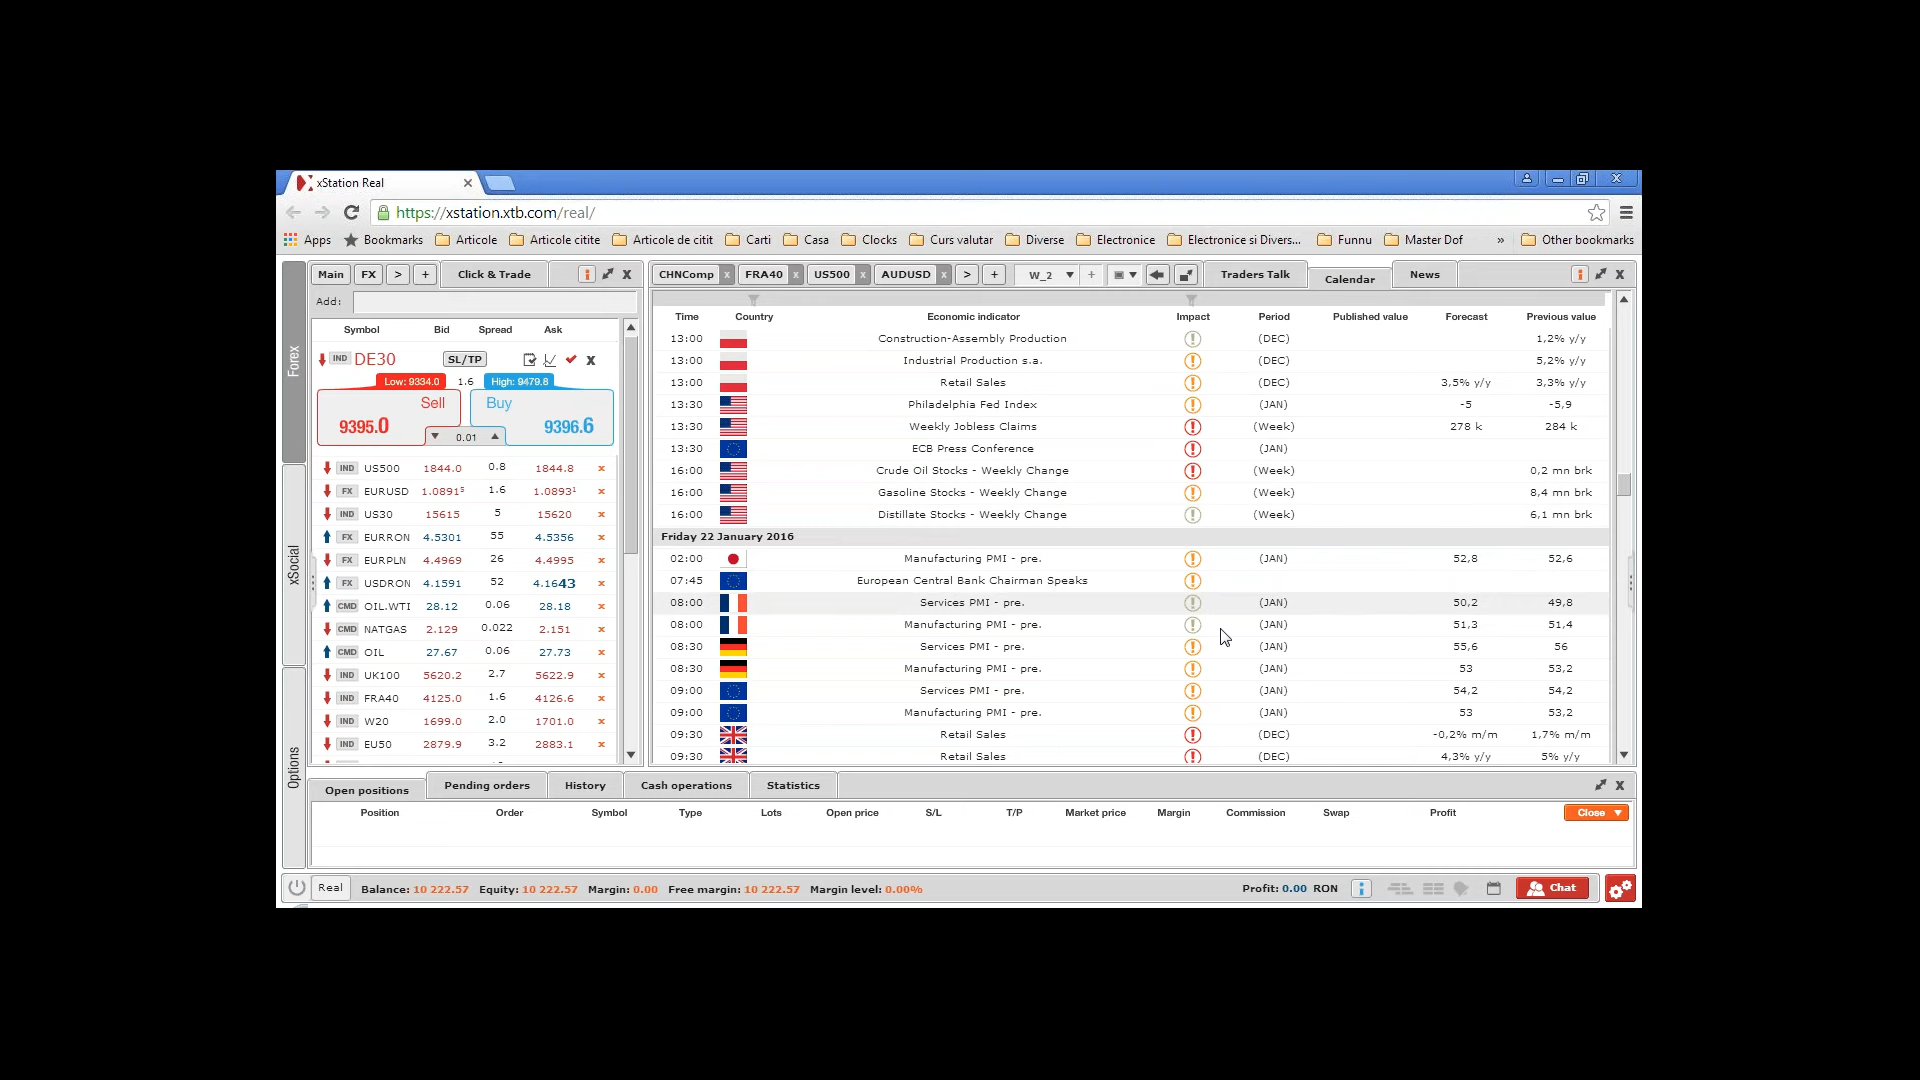 xStation Real
https://xstation.xtb.com/real/
Apps Bookmarks Articole Articole citite Articole de citit Carti Casa Clocks Curs valutar Diverse Electronice Electronice si Divers... Funnu Master Dof » Other bookmarks
Main FX > + Click & Trade
CHNComp x FRA40 x US500 x AUDUSD x > + W_2 + Traders Talk Calendar News
Add:
Symbol Bid Spread Ask
IND DE30 SL/TP
Low: 9334.0 1.6 High: 9479.8
Sell Buy
9395.0 9396.6
0.01
IND US500 1844.0 0.8 1844.8 x
FX EURUSD 1.0891⁵ 1.6 1.0893¹ x
IND US30 15615 5 15620 x
FX EURRON 4.5301 55 4.5356 x
FX EURPLN 4.4969 26 4.4995 x
FX USDRON 4.1591 52 4.1643 x
CMD OIL.WTI 28.12 0.06 28.18 x
CMD NATGAS 2.129 0.022 2.151 x
CMD OIL 27.67 0.06 27.73 x
IND UK100 5620.2 2.7 5622.9 x
IND FRA40 4125.0 1.6 4126.6 x
IND W20 1699.0 2.0 1701.0 x
IND EU50 2879.9 3.2 2883.1 x
Forex
xSocial
Options
Time Country Economic indicator Impact Period Published value Forecast Previous value
13:00 Construction-Assembly Production (DEC) 1,2% y/y
13:00 Industrial Production s.a. (DEC) 5,2% y/y
13:00 Retail Sales (DEC) 3,5% y/y 3,3% y/y
13:30 Philadelphia Fed Index (JAN) -5 -5,9
13:30 Weekly Jobless Claims (Week) 278 k 284 k
13:30 ECB Press Conference (JAN)
16:00 Crude Oil Stocks - Weekly Change (Week) 0,2 mn brk
16:00 Gasoline Stocks - Weekly Change (Week) 8,4 mn brk
16:00 Distillate Stocks - Weekly Change (Week) 6,1 mn brk
Friday 22 January 2016
02:00 Manufacturing PMI - pre. (JAN) 52,8 52,6
07:45 European Central Bank Chairman Speaks
08:00 Services PMI - pre. (JAN) 50,2 49,8
08:00 Manufacturing PMI - pre. (JAN) 51,3 51,4
08:30 Services PMI - pre. (JAN) 55,6 56
08:30 Manufacturing PMI - pre. (JAN) 53 53,2
09:00 Services PMI - pre. (JAN) 54,2 54,2
09:00 Manufacturing PMI - pre. (JAN) 53 53,2
09:30 Retail Sales (DEC) -0,2% m/m 1,7% m/m
09:30 Retail Sales (DEC) 4,3% y/y 5% y/y
Open positions Pending orders History Cash operations Statistics
Position Order Symbol Type Lots Open price S/L T/P Market price Margin Commission Swap Profit Close
Real Balance: 10 222.57 Equity: 10 222.57 Margin: 0.00 Free margin: 10 222.57 Margin level: 0.00% Profit: 0.00 RON Chat